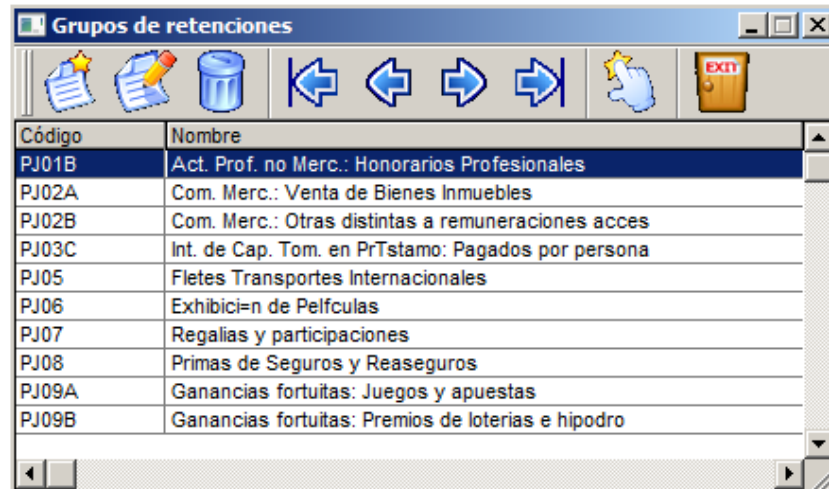 Grupos de retenciones
EXIT
Código Nombre
PJ01B Act. Prof. no Merc.: Honorarios Profesionales
PJ02A Com. Merc.: Venta de Bienes Inmuebles
PJ02B Com. Merc.: Otras distintas a remuneraciones acces
PJ03C Int. de Cap. Tom. en PrTstamo: Pagados por persona
PJ05 Fletes Transportes Internacionales
PJ06 Exhibici=n de Pelfculas
PJ07 Regalias y participaciones
PJ08 Primas de Seguros y Reaseguros
PJ09A Ganancias fortuitas: Juegos y apuestas
PJ09B Ganancias fortuitas: Premios de loterias e hipodro